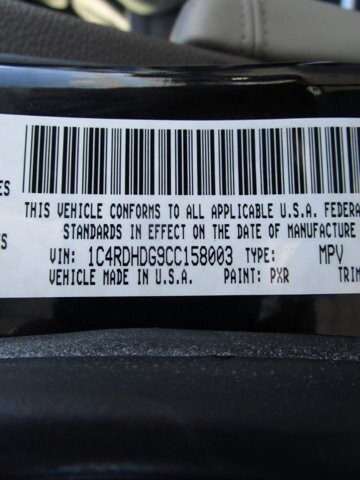 THIS VEHICLE CONFORMS TO ALL APPLICABLE U.S.A. FEDERA
STANDARDS IN EFFECT ON THE DATE OF MANUFACTURE
VIN: 1C4RDHDG9CC158003 TYPE: MPV
VEHICLE MADE IN U.S.A. PAINT: PXR TRIM